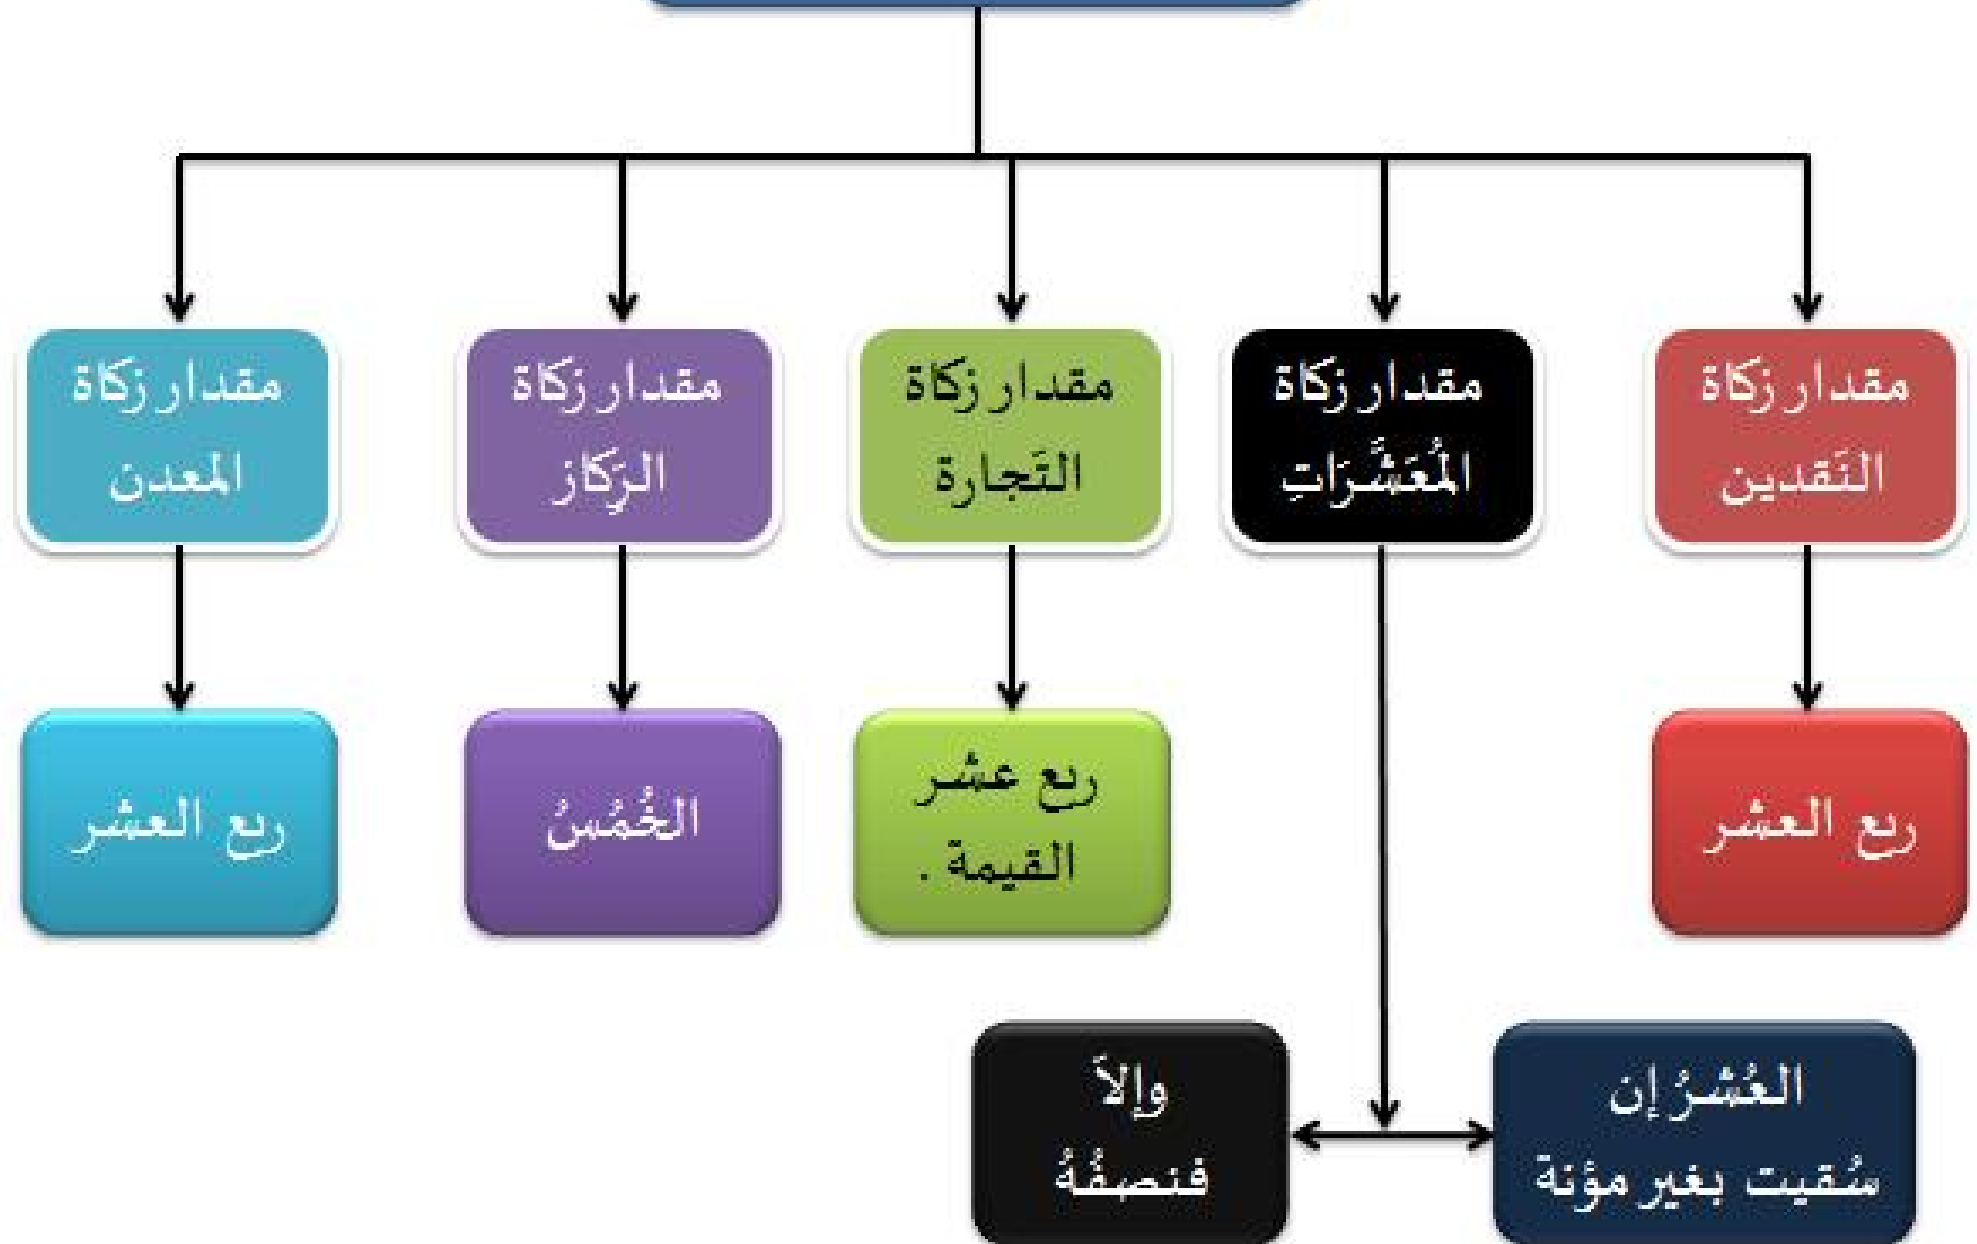 مقدار زكاة
النَقدين
مقدار زكاة
المُعَشَّرَاتِ
مقدار زكاة
التَجارة
مقدار زكاة
الرَكاز
مقدار زكاة
المعدن
ربع العشر
ربع عشر
القيمة .
الخُمُسُ
ربع العشر
العُشرُ إن
سُقيت بغير مؤنة
وإلاَ
فنصفُهُ